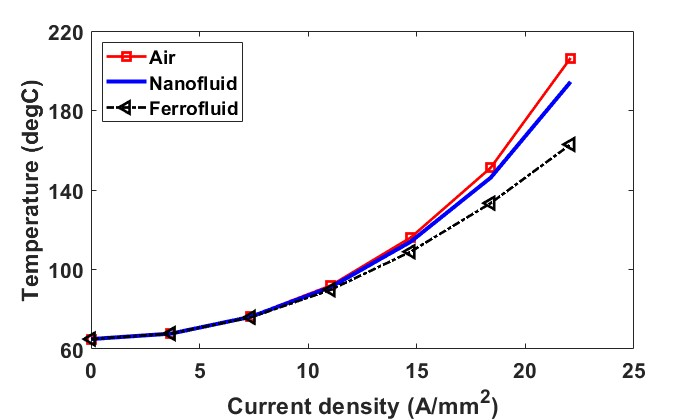 220
180
140
100
60
Temperature (degC)
Air
Nanofluid
Ferrofluid
0 5 10 15 20 25
Current density (A/mm²)